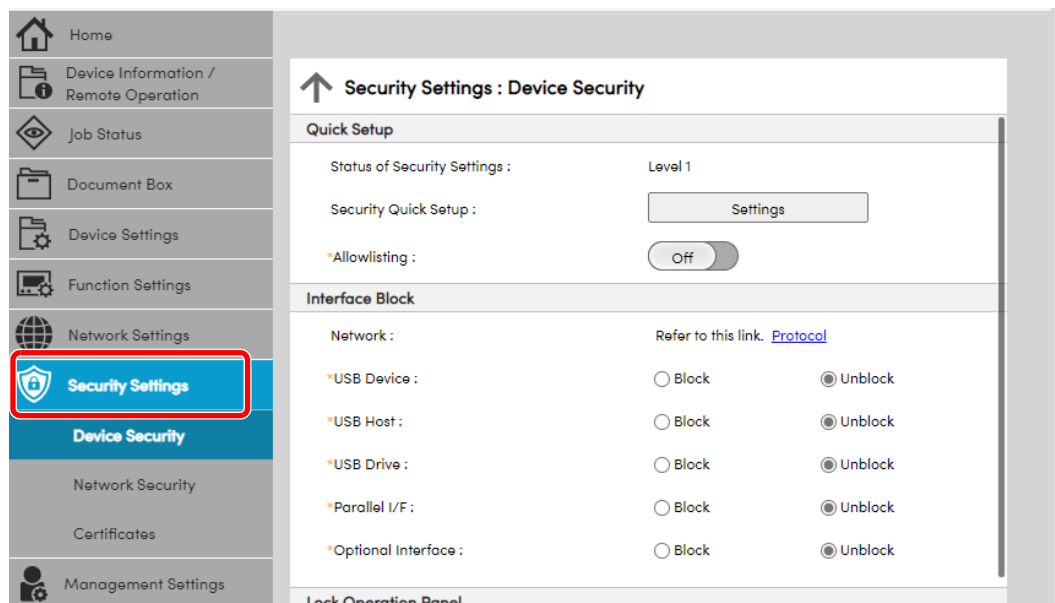 Home
Device Information /
Remote Operation
Job Status
Document Box
Device Settings
Function Settings
Network Settings
Security Settings
Device Security
Network Security
Certificates
Management Settings
Security Settings : Device Security
Quick Setup
Status of Security Settings : Level 1
Security Quick Setup : Settings
*Allowlisting : Off
Interface Block
Network : Refer to this link. Protocol
*USB Device : Block Unblock
*USB Host : Block Unblock
*USB Drive : Block Unblock
*Parallel I/F : Block Unblock
*Optional Interface : Block Unblock
Lock Operation Panel